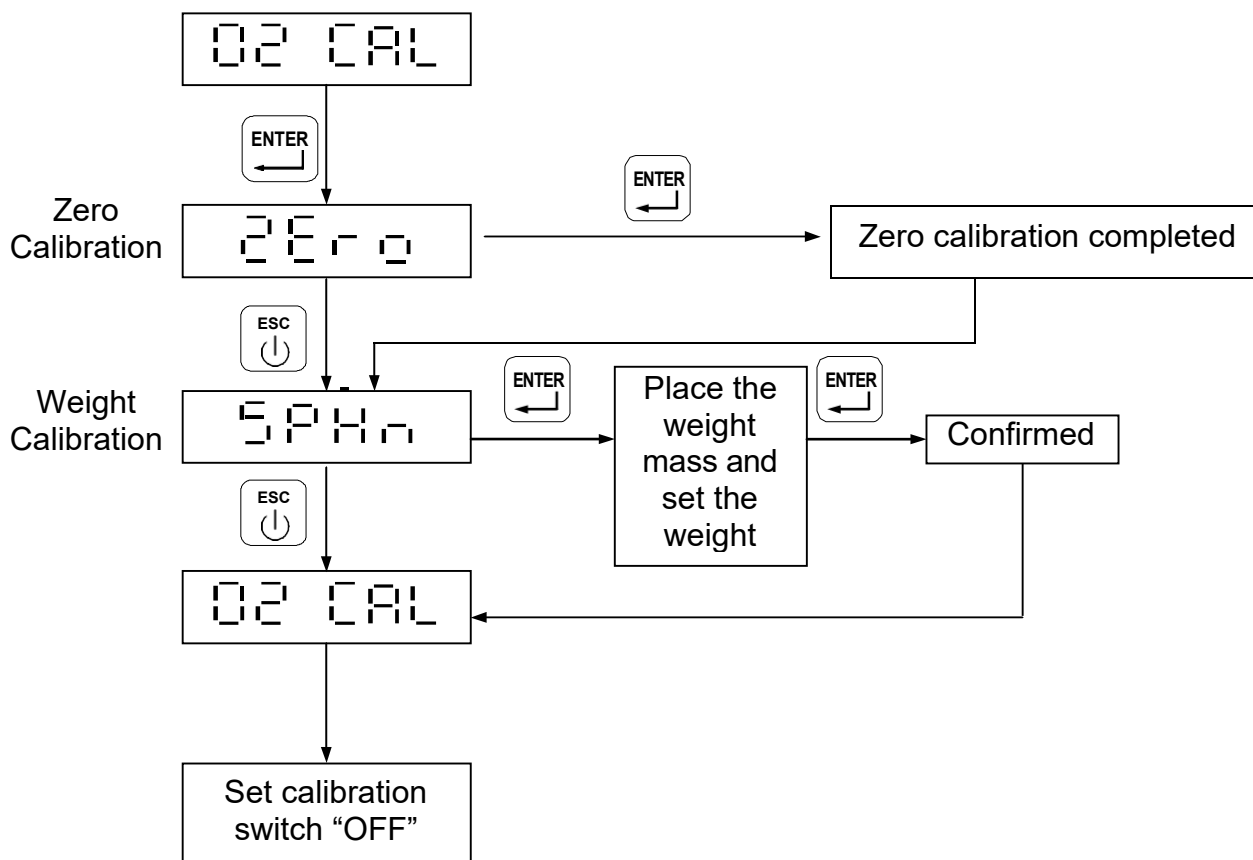 02 CAL
ENTER
ENTER
Zero
Calibration
2Ero
Zero calibration completed
ESC
Weight
Calibration
SPAn
ENTER
Place the
weight
mass and
set the
weight
ENTER
Confirmed
ESC
02 CAL
Set calibration
switch “OFF”